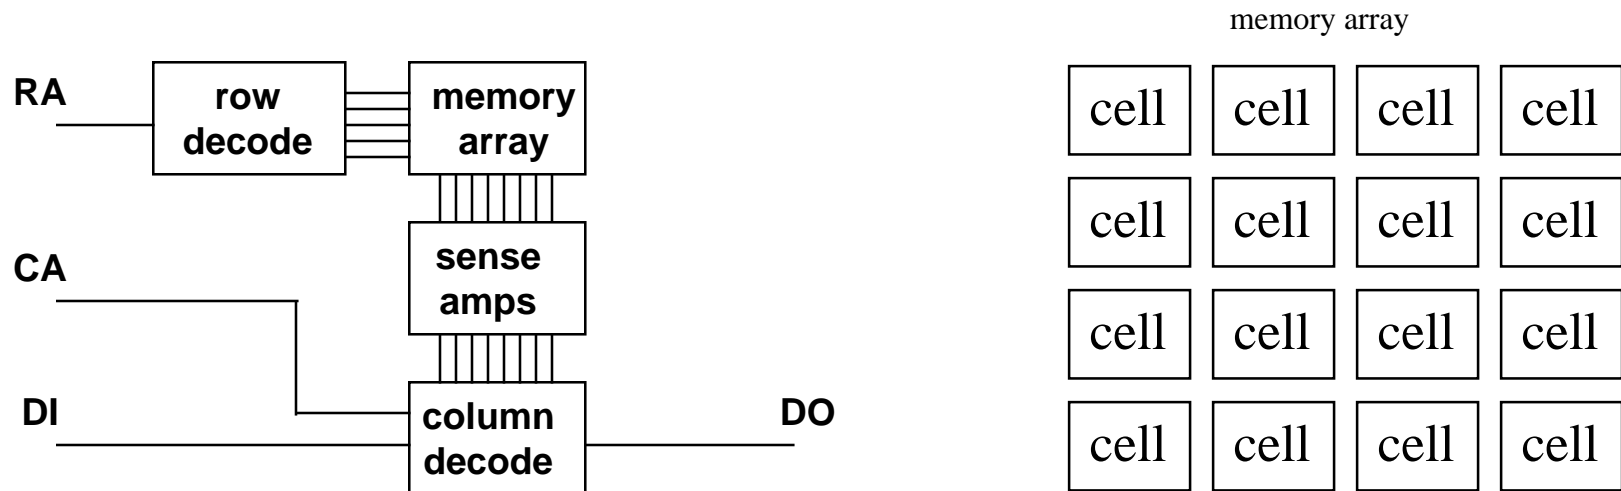 memory array
RA
row
decode
memory
array
cell cell cell cell
cell cell cell cell
CA
sense
amps
cell cell cell cell
DI
column
decode
DO
cell cell cell cell